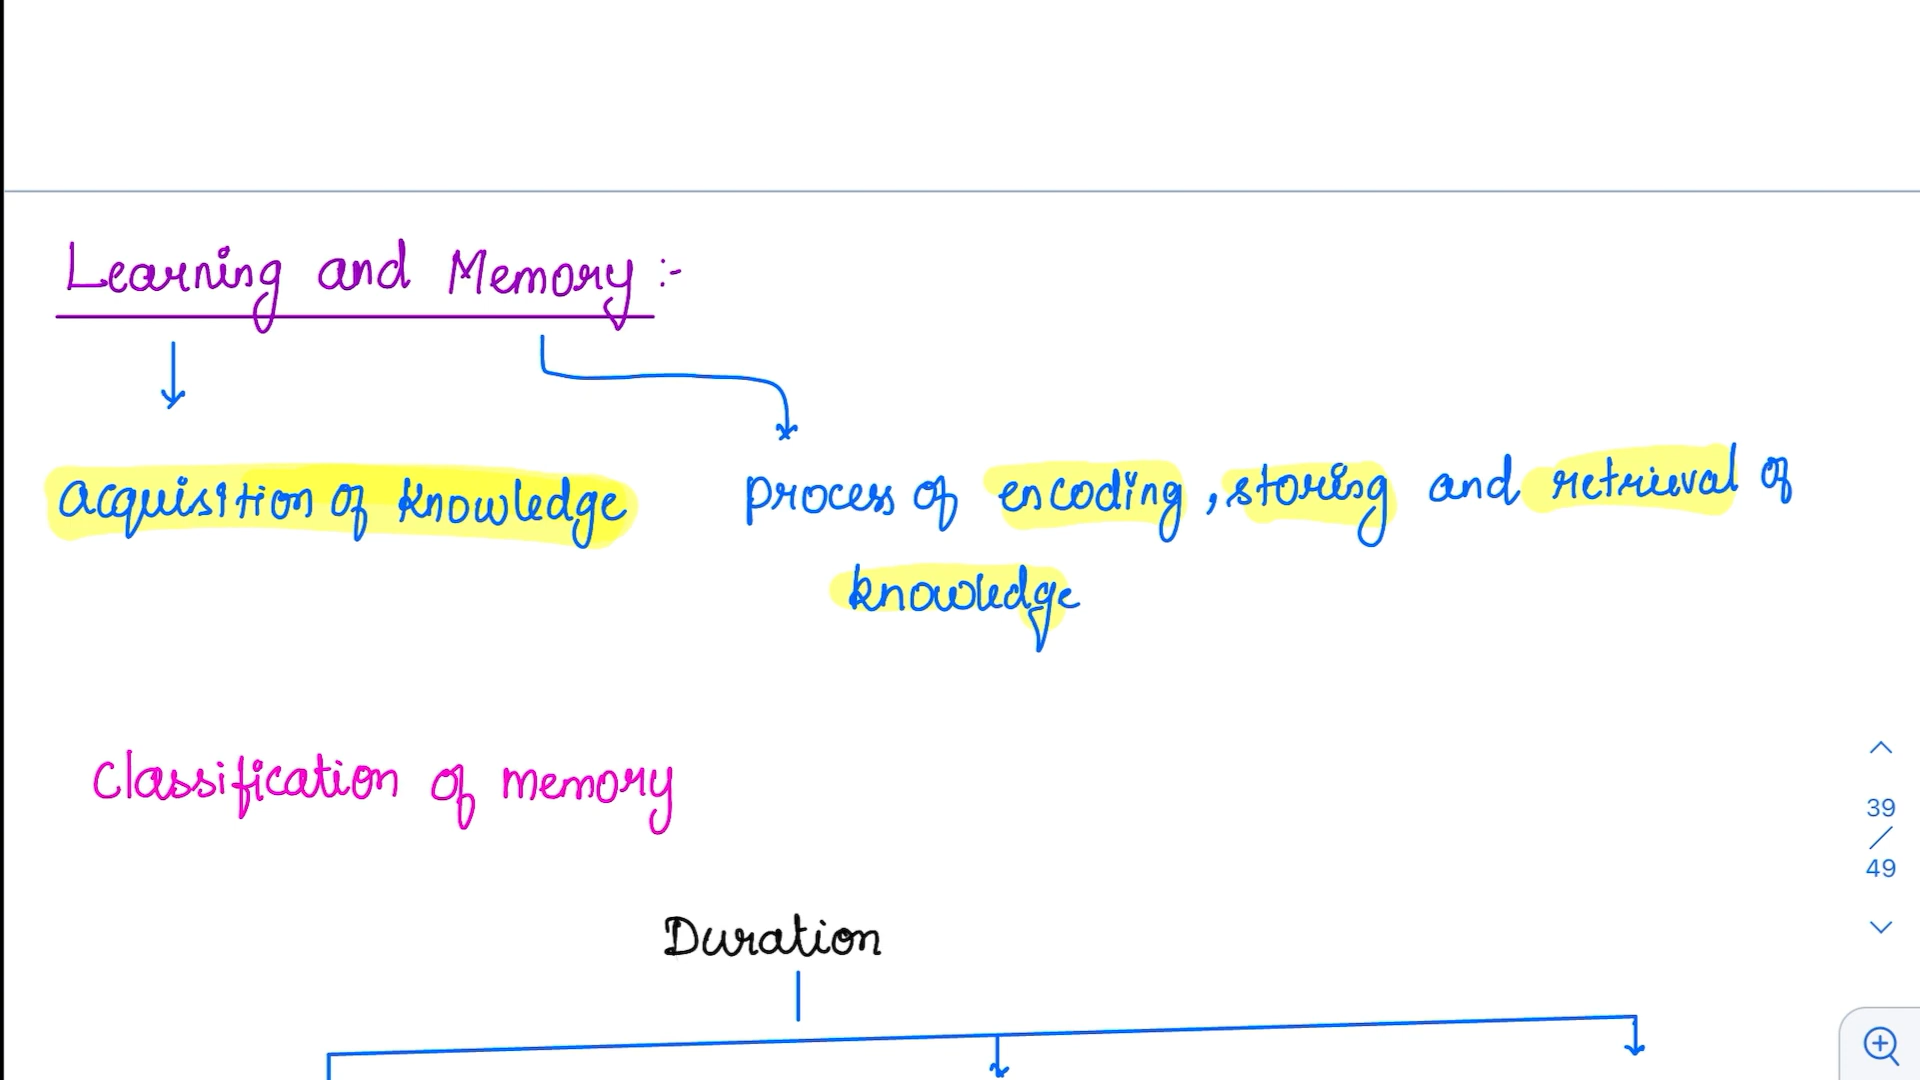 Learning and Memory :-
acquisition of knowledge process of encoding, storing and retrieval of
knowledge
Classification of memory
39
/
49
Duration